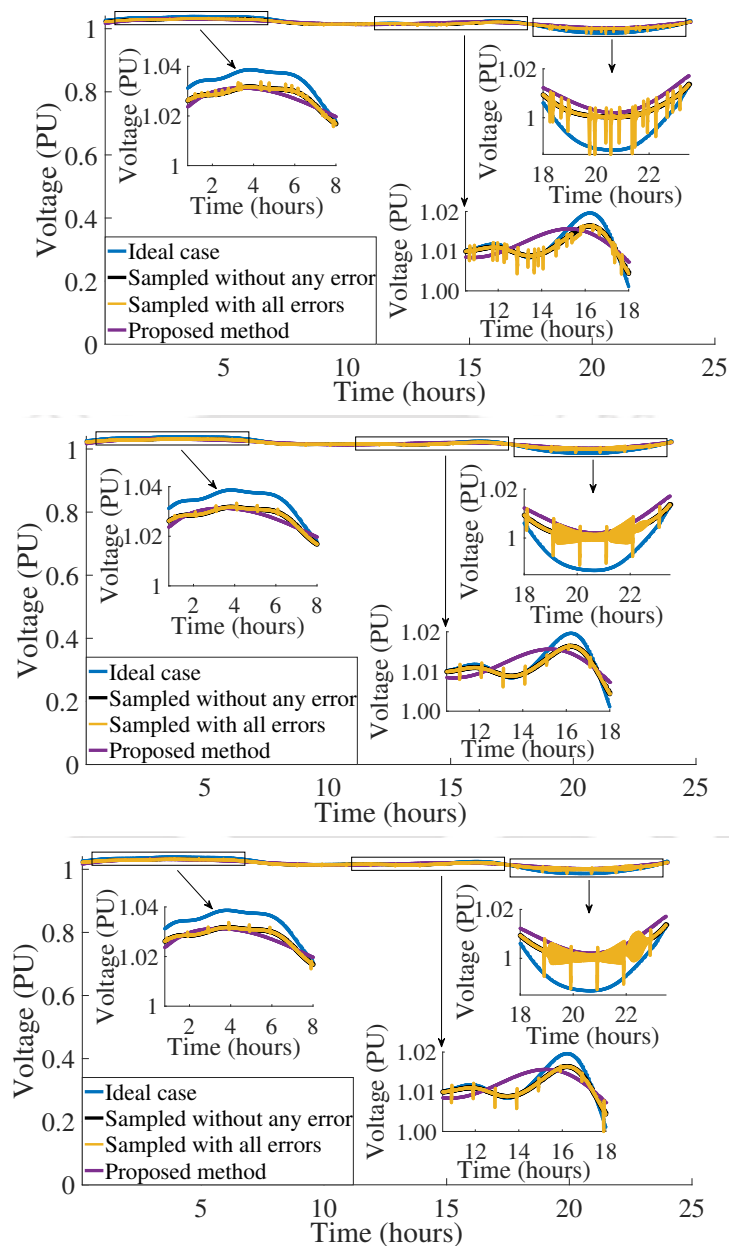 1
0.8
0.6
0.4
0.2
0
Voltage (PU)
1.04
1.02
1
Voltage (PU)
2 4 6 8
Time (hours)
1.02
1
Voltage (PU)
18 20 22
Time (hours)
1.02
1.01
1.00
Voltage (PU)
12 14 16 18
Time (hours)
Ideal case
Sampled without any error
Sampled with all errors
Proposed method
5 10 15 20 25
Time (hours)
1
0.8
0.6
0.4
0.2
0
Voltage (PU)
1.04
1.02
1
Voltage (PU)
2 4 6 8
Time (hours)
1.02
1
Voltage (PU)
18 20 22
Time (hours)
1.02
1.01
1.00
Voltage (PU)
12 14 16 18
Time (hours)
Ideal case
Sampled without any error
Sampled with all errors
Proposed method
5 10 15 20 25
Time (hours)
1
0.8
0.6
0.4
0.2
0
Voltage (PU)
1.04
1.02
1
Voltage (PU)
2 4 6 8
Time (hours)
1.02
1
Voltage (PU)
18 20 22
Time (hours)
1.02
1.01
1.00
Voltage (PU)
12 14 16 18
Time (hours)
Ideal case
Sampled without any error
Sampled with all errors
Proposed method
5 10 15 20 25
Time (hours)